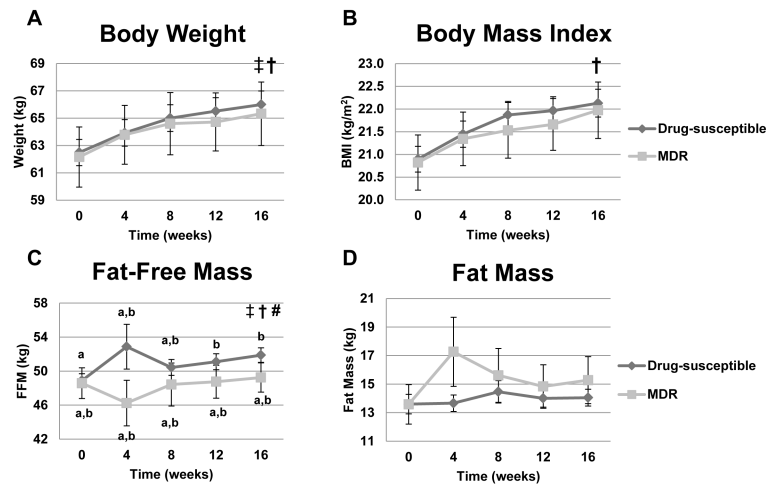 A
Body Weight
‡ †
69
67
65
63
61
59
Weight (kg)
0 4 8 12 16
Time (weeks)
B
Body Mass Index
†
23.0
22.5
22.0
21.5
21.0
20.5
20.0
BMI (kg/m²)
0 4 8 12 16
Time (weeks)
Drug-susceptible
MDR
C
Fat-Free Mass
‡ † #
58
54
50
46
42
FFM (kg)
a
a,b
a,b
b
b
a,b
a,b
a,b
a,b
a,b
0 4 8 12 16
Time (weeks)
D
Fat Mass
21
19
17
15
13
11
Fat Mass (kg)
0 4 8 12 16
Time (weeks)
Drug-susceptible
MDR